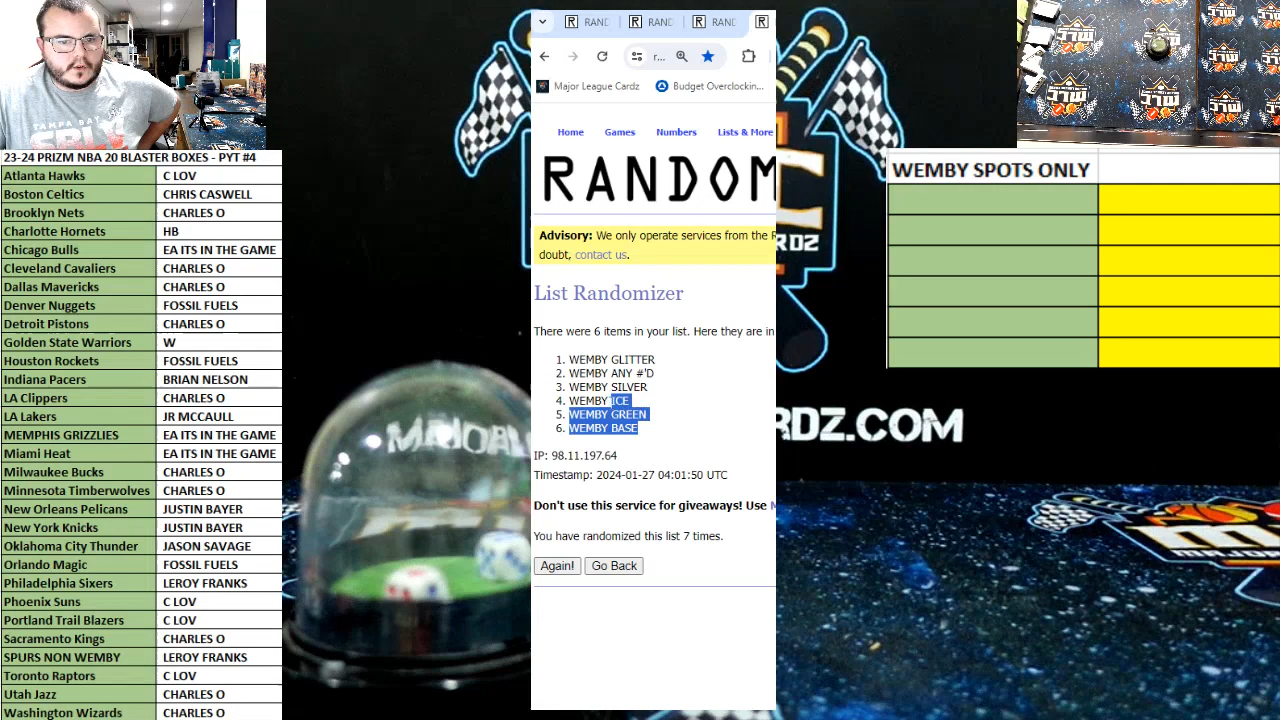 TAMPA BAY
23-24 PRIZM NBA 20 BLASTER BOXES - PYT #4
Atlanta Hawks C LOV
Boston Celtics CHRIS CASWELL
Brooklyn Nets CHARLES O
Charlotte Hornets HB
Chicago Bulls EA ITS IN THE GAME
Cleveland Cavaliers CHARLES O
Dallas Mavericks CHARLES O
Denver Nuggets FOSSIL FUELS
Detroit Pistons CHARLES O
Golden State Warriors W
Houston Rockets FOSSIL FUELS
Indiana Pacers BRIAN NELSON
LA Clippers CHARLES O
LA Lakers JR MCCAULL
MEMPHIS GRIZZLIES EA ITS IN THE GAME
Miami Heat EA ITS IN THE GAME
Milwaukee Bucks CHARLES O
Minnesota Timberwolves CHARLES O
New Orleans Pelicans JUSTIN BAYER
New York Knicks JUSTIN BAYER
Oklahoma City Thunder JASON SAVAGE
Orlando Magic FOSSIL FUELS
Philadelphia Sixers LEROY FRANKS
Phoenix Suns C LOV
Portland Trail Blazers C LOV
Sacramento Kings CHARLES O
SPURS NON WEMBY LEROY FRANKS
Toronto Raptors C LOV
Utah Jazz CHARLES O
Washington Wizards CHARLES O
RAND RAND RAND
r...
Major League Cardz Budget Overclockin...
Home Games Numbers Lists & More
RANDOM
Advisory: We only operate services from the R
doubt, contact us.
List Randomizer
There were 6 items in your list. Here they are in
1. WEMBY GLITTER
2. WEMBY ANY #'D
3. WEMBY SILVER
4. WEMBY ICE
5. WEMBY GREEN
6. WEMBY BASE
IP: 98.11.197.64
Timestamp: 2024-01-27 04:01:50 UTC
Don't use this service for giveaways! Use
You have randomized this list 7 times.
Again! Go Back
WEMBY SPOTS ONLY
RDZ
RDZ.COM